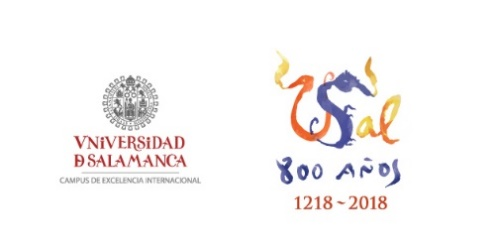 VNiVERSiDAD
D SALAMANCA
CAMPUS DE EXCELENCIA INTERNACIONAL
USal
800 AÑOS
1218 ~ 2018